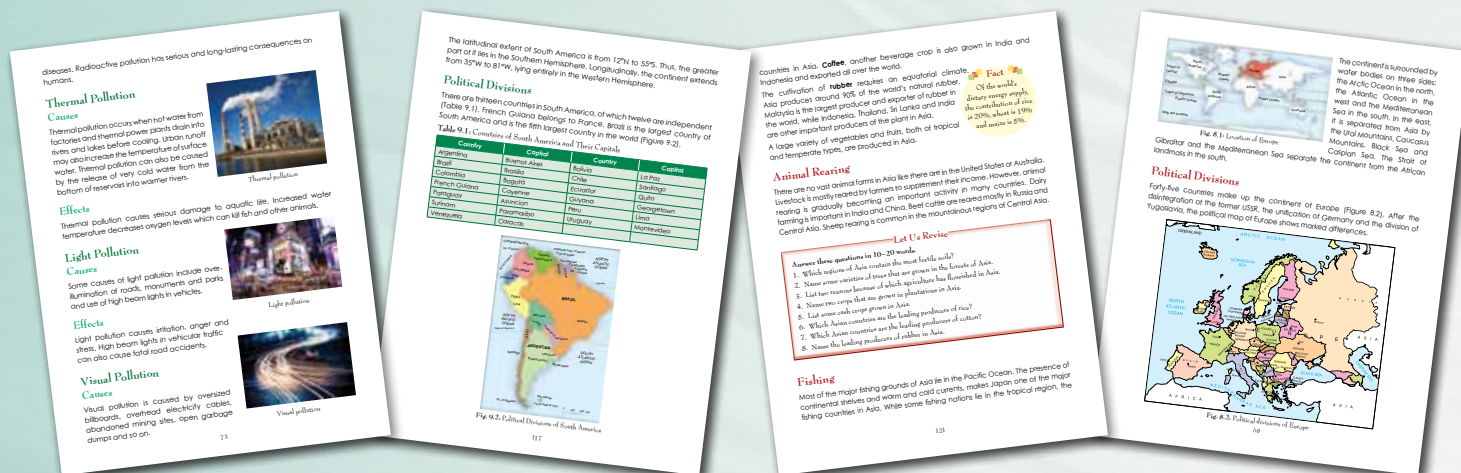 diseases. Radioactive pollution has serious and long-lasting consequences on
humans.
Thermal Pollution
Causes
Thermal pollution occurs when hot water from
factories and thermal power plants drain into
rivers and lakes before cooling. Urban runoff
may also increase the temperature of surface
water. Thermal pollution can also be caused
by the release of very cold water from the
bottom of reservoirs into warmer rivers.
Thermal pollution
Effects
Thermal pollution causes serious damage to aquatic life. Increased water
temperature decreases oxygen levels which can kill fish and other animals.
Light Pollution
Causes
Some causes of light pollution include over-
illumination of roads, monuments and parks
and use of high beam lights in vehicles.
Light pollution
Effects
Light pollution causes irritation, anger and
stress. High beam lights in vehicular traffic
can also cause fatal road accidents.
Visual Pollution
Causes
Visual pollution is caused by oversized
billboards, overhead electricity cables,
abandoned mining sites, open garbage
dumps and so on.
Visual pollution
73
The latitudinal extent of South America is from 12°N to 55°S. Thus, the greater
part of it lies in the Southern Hemisphere. Longitudinally, the continent extends
from 35°W to 81°W, lying entirely in the Western Hemisphere.
Political Divisions
There are thirteen countries in South America, of which twelve are independent
(Table 9.1). French Guiana belongs to France. Brazil is the largest country of
South America and is the fifth largest country in the world (Figure 9.2).
Table 9.1: Countries of South America and Their Capitals
Country Capital Country Capital
Argentina Buenos Aires Bolivia La Paz
Brazil Brasilia Chile Santiago
Colombia Bogotá Ecuador Quito
French Guiana Cayenne Guyana Georgetown
Paraguay Asuncion Peru Lima
Surinam Paramaribo Uruguay Montevideo
Venezuela Caracas
BRAZIL
ARGENTINA
Fig. 9.2: Political Divisions of South America
117
countries in Asia. Coffee, another beverage crop is also grown in India and
Indonesia and exported all over the world.
The cultivation of rubber requires an equatorial climate.
Asia produces around 90% of the world's natural rubber.
Malaysia is the largest producer and exporter of rubber in
the world, while Indonesia, Thailand, Sri Lanka and India
are other important producers of the plant in Asia.
A large variety of vegetables and fruits, both of tropical
and temperate types, are produced in Asia.
Fact
Of the world's
dietary energy supply,
the contribution of rice
is 20%, wheat is 19%
and maize is 8%.
Animal Rearing
There are no vast animal farms in Asia like there are in the United States or Australia.
Livestock is mostly reared by farmers to supplement their income. However, animal
rearing is gradually becoming an important activity in many countries. Dairy
farming is important in India and China. Beef cattle are reared mostly in Russia and
Central Asia. Sheep rearing is common in the mountainous regions of Central Asia.
Let Us Revise
Answer these questions in 10–20 words.
1. Which regions of Asia contain the most fertile soils?
2. Name some varieties of trees that are grown in the forests of Asia.
3. List two reasons because of which agriculture has flourished in Asia.
4. Name two crops that are grown in plantations in Asia.
5. List some cash crops grown in Asia.
6. Which Asian countries are the leading producers of rice?
7. Which Asian countries are the leading producers of cotton?
8. Name the leading producers of rubber in Asia.
Fishing
Most of the major fishing grounds of Asia lie in the Pacific Ocean. The presence of
continental shelves and warm and cold currents, makes Japan one of the major
fishing countries in Asia. While some fishing nations lie in the tropical region, the
121
Fig. 8.1: Location of Europe
The continent is surrounded by
water bodies on three sides:
the Arctic Ocean in the north,
the Atlantic Ocean in the
west and the Mediterranean
Sea in the south. In the east,
it is separated from Asia by
the Ural Mountains, Caucasus
Mountains, Black Sea and
Caspian Sea. The Strait of
Gibraltar and the Mediterranean Sea separate the continent from the African
landmass in the south.
Political Divisions
Forty-five countries make up the continent of Europe (Figure 8.2). After the
disintegration of the former USSR, the unification of Germany and the division of
Yugoslavia, the political map of Europe shows marked differences.
GREENLAND
ARCTIC OCEAN
NORWEGIAN
SEA
NORTH
ATLANTIC
OCEAN
ASIA
BLACK SEA
AFRICA
ASIA
Fig. 8.2: Political divisions of Europe